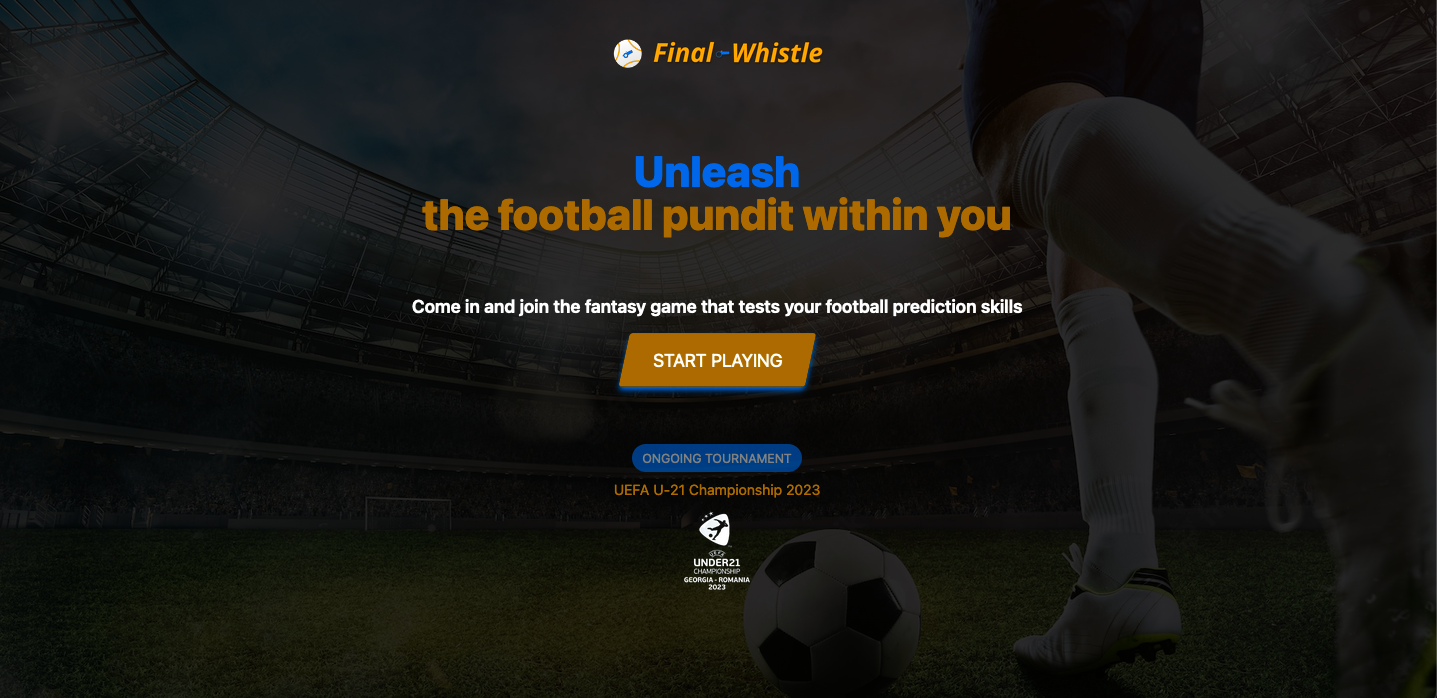 Final Whistle
Unleash
the football pundit within you
Come in and join the fantasy game that tests your football prediction skills
START PLAYING
ONGOING TOURNAMENT
UEFA U-21 Championship 2023
UEFA
UNDER21
CHAMPIONSHIP
GEORGIA - ROMANIA
2023